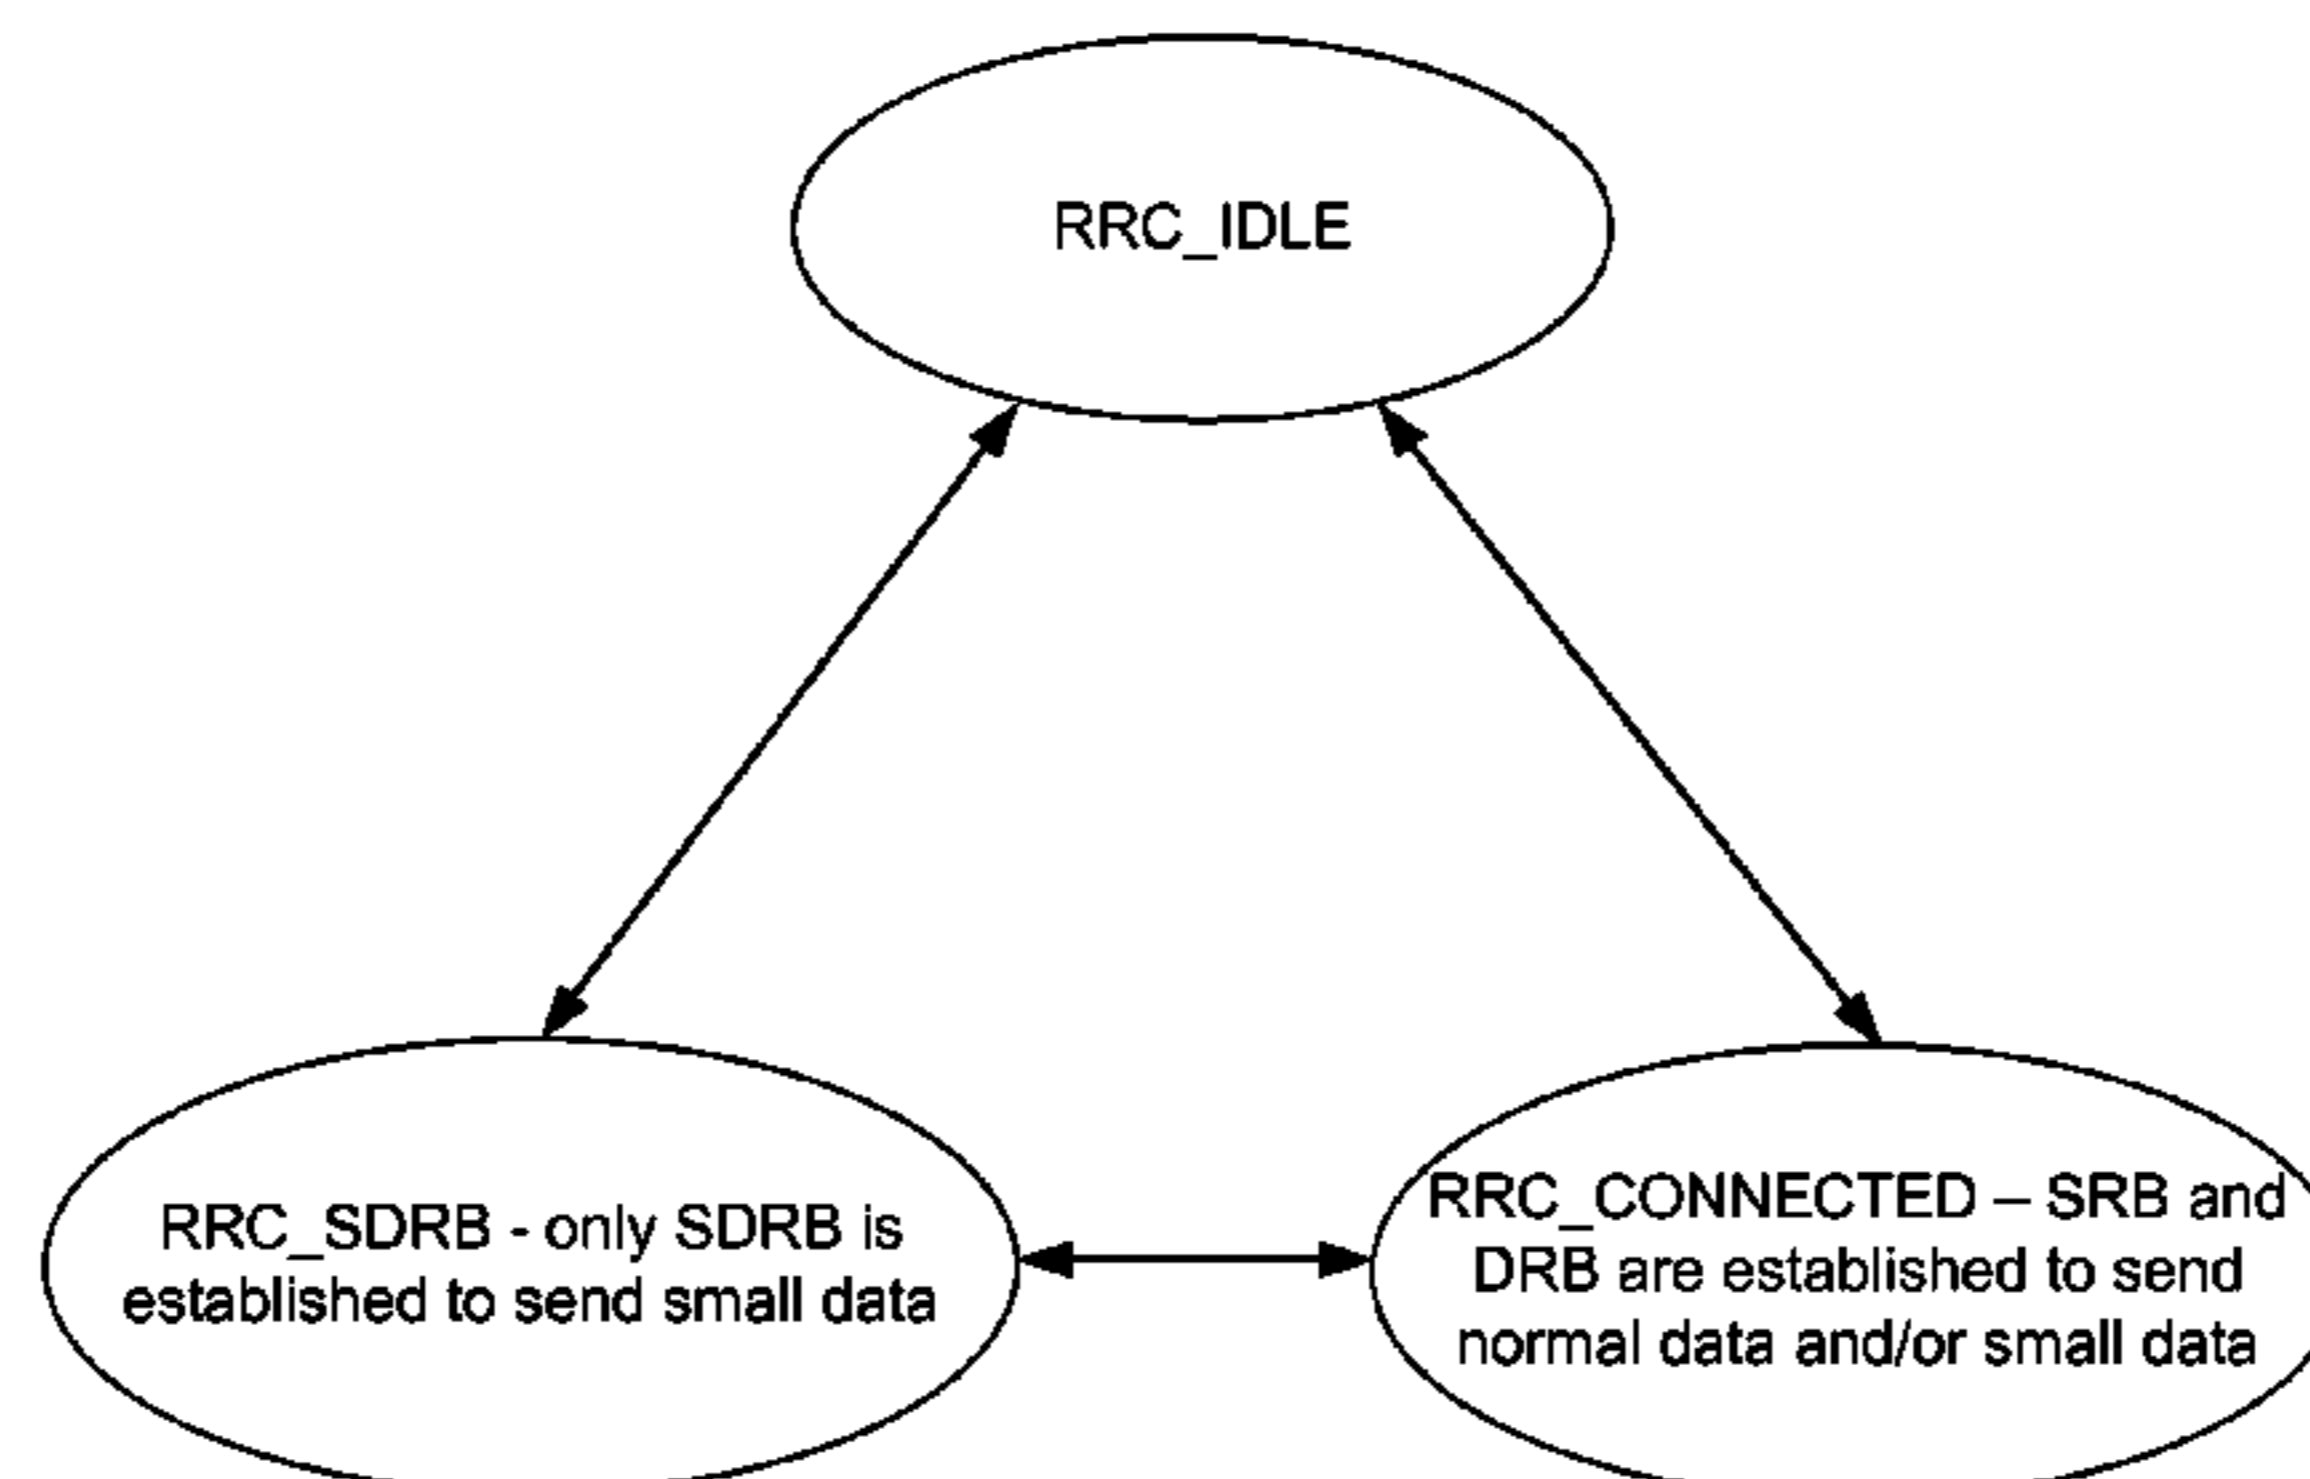 RRC_IDLE
RRC_SDRB - only SDRB is
established to send small data
RRC_CONNECTED – SRB and
DRB are established to send
normal data and/or small data